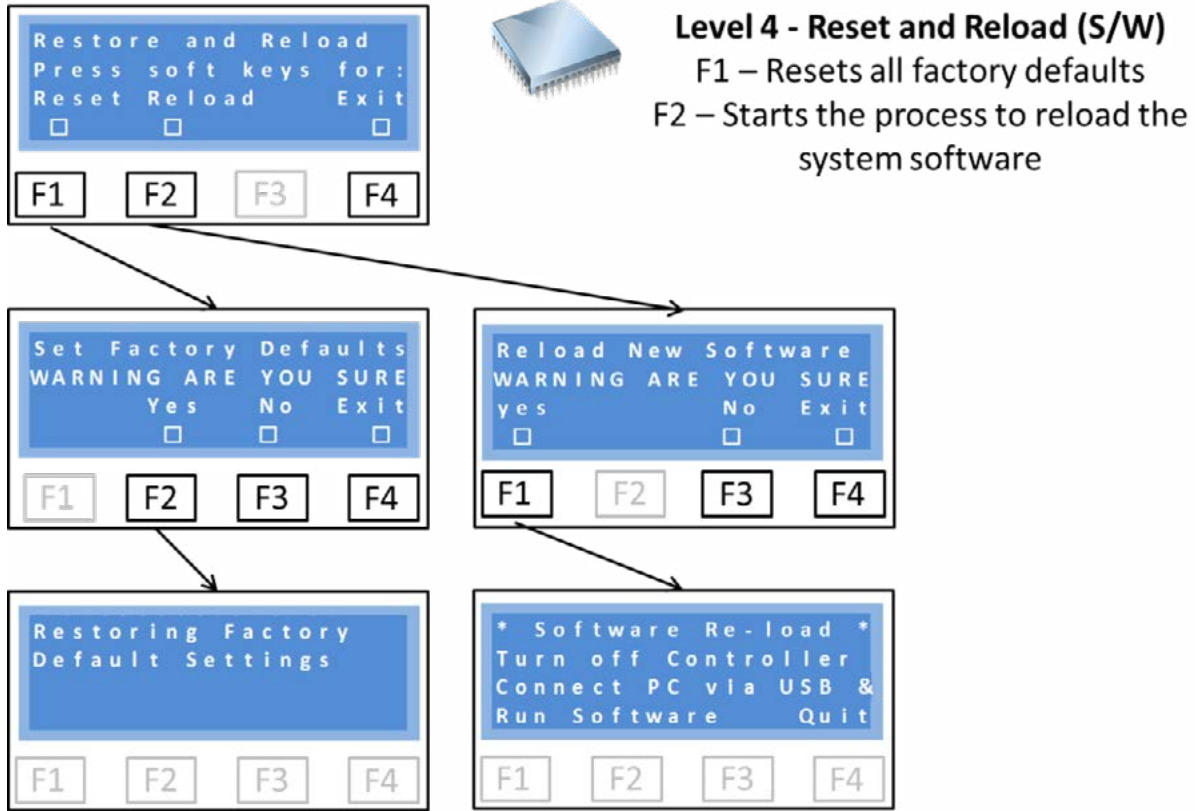 Restore and Reload
Press soft keys for:
Reset Reload Exit
F1 F2 F3 F4
Level 4 - Reset and Reload (S/W)
F1 – Resets all factory defaults
F2 – Starts the process to reload the
system software
Set Factory Defaults
WARNING ARE YOU SURE
Yes No Exit
F1 F2 F3 F4
Reload New Software
WARNING ARE YOU SURE
yes No Exit
F1 F2 F3 F4
Restoring Factory
Default Settings
F1 F2 F3 F4
* Software Re-load *
Turn off Controller
Connect PC via USB &
Run Software Quit
F1 F2 F3 F4